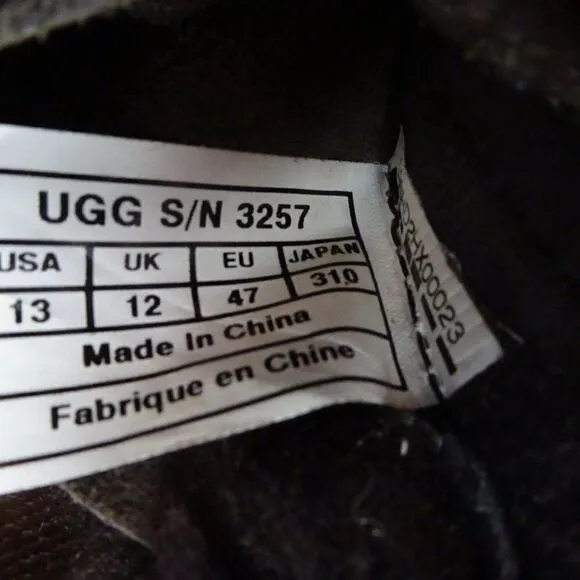 UGG S/N 3257
USA UK EU JAPAN
13 12 47 310
Made In China
Fabrique en Chine